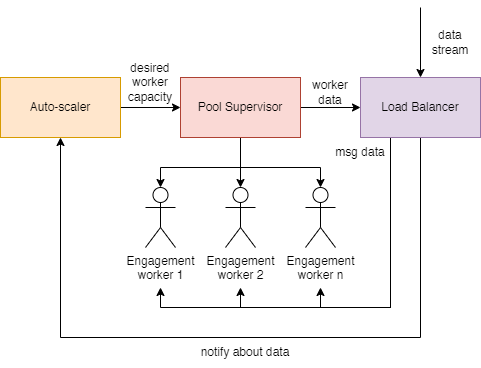 data
stream
desired
worker
capacity
worker
data
Auto-scaler
Pool Supervisor
Load Balancer
msg data
Engagement
worker 1
Engagement
worker 2
Engagement
worker n
notify about data